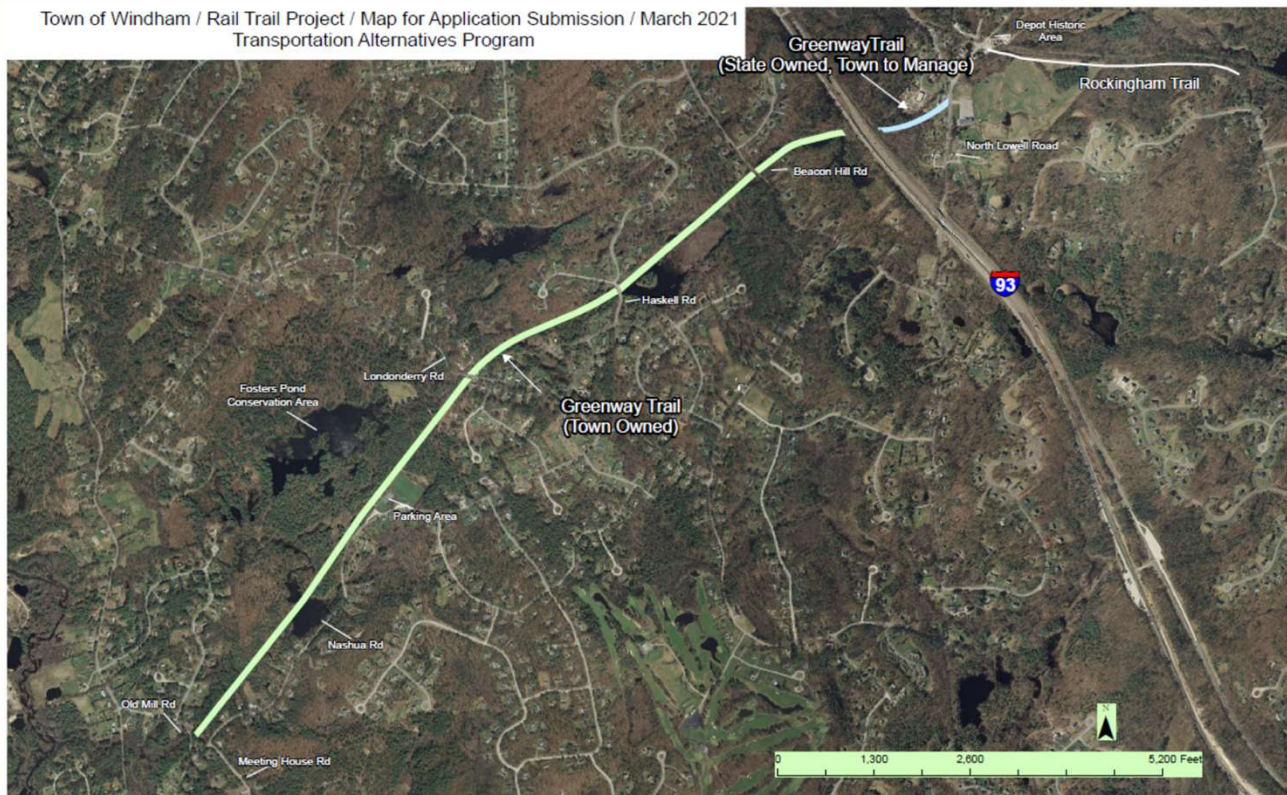 Town of Windham / Rail Trail Project / Map for Application Submission / March 2021
Transportation Alternatives Program
Depot Historic
Area
GreenwayTrail
(State Owned, Town to Manage)
Rockingham Trail
North Lowell Road
Beacon Hill Rd
93
Haskell Rd
Londonderry Rd
Fosters Pond
Conservation Area
Greenway Trail
(Town Owned)
Parking Area
Nashua Rd
Old Mill Rd
Meeting House Rd
N
0 1,300 2,600 5,200 Feet